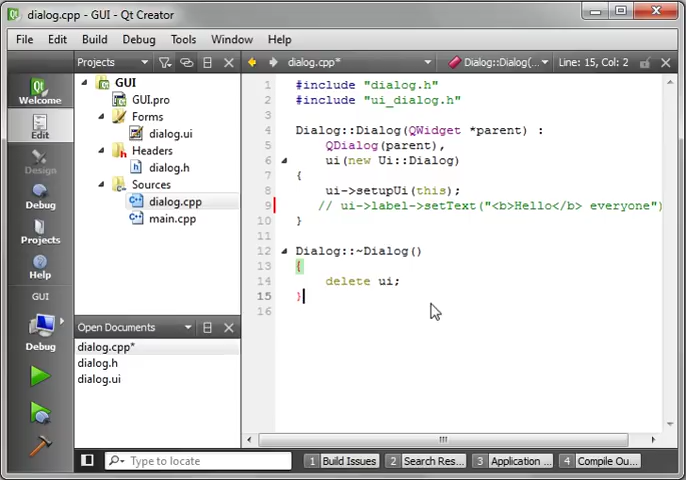 dialog.cpp - GUI - Qt Creator
File Edit Build Debug Tools Window Help
Projects
dialog.cpp*
Dialog::Dialog(...
Line: 15, Col: 2
Welcome
Edit
Design
Debug
Projects
Help
GUI
Debug
GUI
GUI.pro
Forms
dialog.ui
Headers
dialog.h
Sources
dialog.cpp
main.cpp
Open Documents
dialog.cpp*
dialog.h
dialog.ui
1 #include "dialog.h"
2 #include "ui_dialog.h"
3
4 Dialog::Dialog(QWidget *parent) :
5 QDialog(parent),
6 ui(new Ui::Dialog)
7 {
8 ui->setupUi(this);
9 // ui->label->setText("<b>Hello</b> everyone")
10 }
11
12 Dialog::~Dialog()
13 {
14 delete ui;
15 }
16
Type to locate
1 Build Issues
2 Search Res...
3 Application ...
4 Compile Ou...